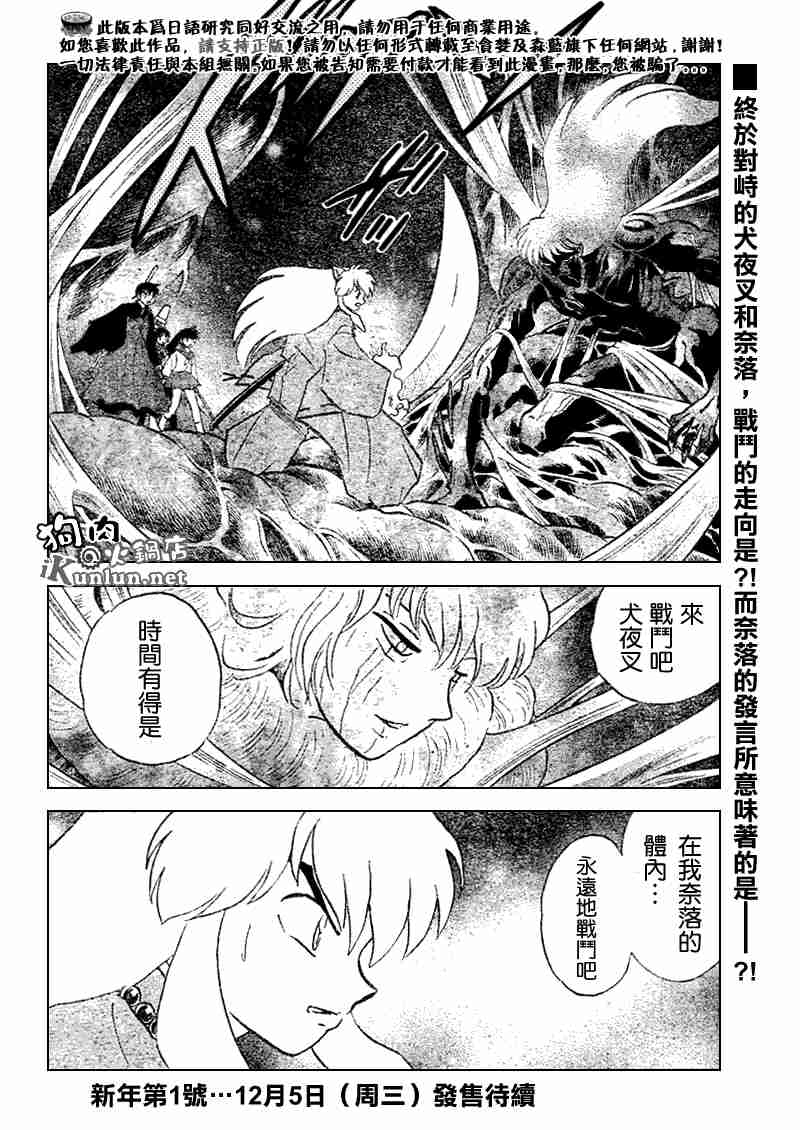 此版本爲日語研究同好交流之用，請勿用于任何商業用途，
如您喜歡此作品，請支持正版！請勿以任何形式轉載至貪婪及森藍旗下任何網站，謝謝！
一切法律責任與本組無關，如果您被告知需要付款才能看到此漫畫，那麼，您被騙了...
■終於對峙的犬夜叉和奈落，戰鬥的走向是?!而奈落的發言所意味著的是——?!
狗肉
火鍋店
iKunlun.net
來
戰鬥吧
犬夜叉
時間有得是
在我奈落的
體內…
永遠地戰鬥吧
新年第1號…12月5日（周三）發售待續